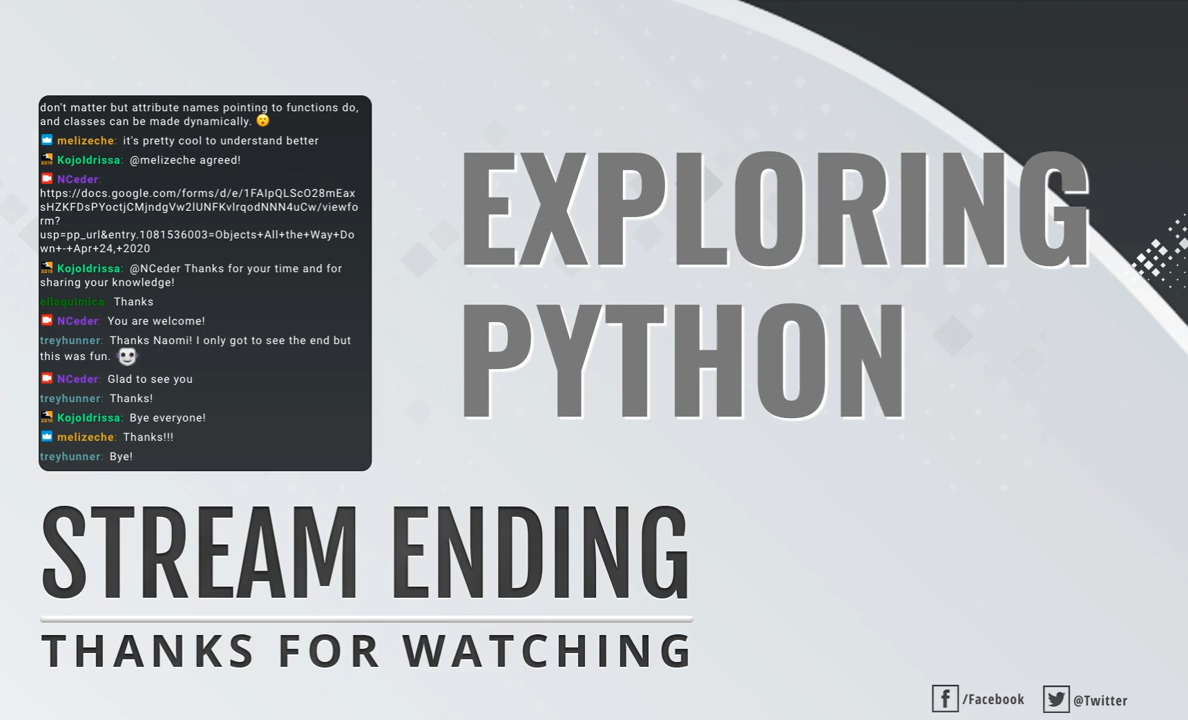 don't matter but attribute names pointing to functions do,
and classes can be made dynamically. 😮
melizeche: it's pretty cool to understand better
KojoIdrissa: @melizeche agreed!
NCeder:
https://docs.google.com/forms/d/e/1FAIpQLScO28mEax
sHZKFDsPYoctjCMjndgVw2lUNFKvlrqodNNN4uCw/viewfo
rm?
usp=pp_url&entry.1081536003=Objects+All+the+Way+Do
wn+-+Apr+24,+2020
KojoIdrissa: @NCeder Thanks for your time and for
sharing your knowledge!
ellaquimica: Thanks
NCeder: You are welcome!
treyhunner: Thanks Naomi! I only got to see the end but
this was fun.
NCeder: Glad to see you
treyhunner: Thanks!
KojoIdrissa: Bye everyone!
melizeche: Thanks!!!
treyhunner: Bye!
EXPLORING
PYTHON
STREAM ENDING
THANKS FOR WATCHING
/Facebook @Twitter